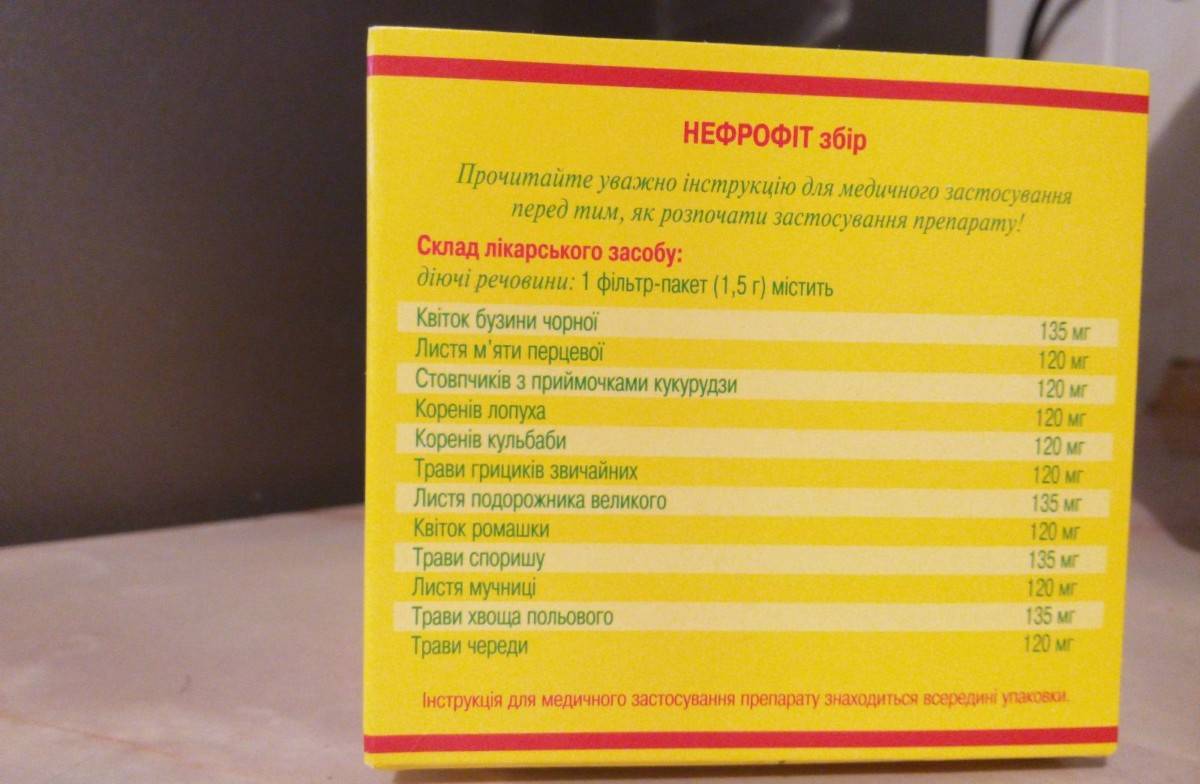 НЕФРОФІТ збір
Прочитайте уважно інструкцію для медичного застосування
перед тим, як розпочати застосування препарату!
Склад лікарського засобу:
діючі речовини: 1 фільтр-пакет (1,5 г) містить
Квіток бузини чорної 135 мг
Листя м'яти перцевої 120 мг
Стовпчиків з приймочками кукурудзи 120 мг
Коренів лопуха 120 мг
Коренів кульбаби 120 мг
Трави грициків звичайних 120 мг
Листя подорожника великого 135 мг
Квіток ромашки 120 мг
Трави споришу 135 мг
Листя мучниці 120 мг
Трави хвоща польового 135 мг
Трави череди 120 мг
Інструкція для медичного застосування препарату знаходиться всередині упаковки.